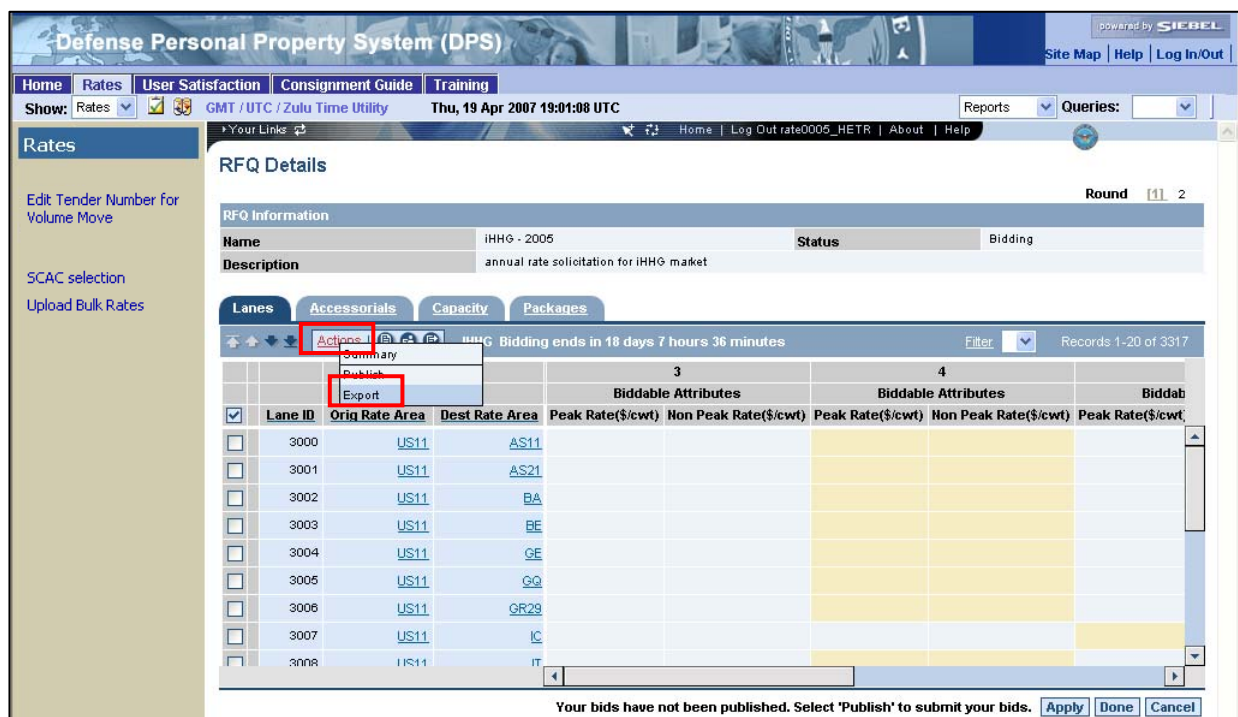 powered by SIEBEL
Defense Personal Property System (DPS)
Site Map | Help | Log In/Out |
Home Rates User Satisfaction Consignment Guide Training
Show: Rates GMT / UTC / Zulu Time Utility Thu, 19 Apr 2007 19:01:08 UTC Reports Queries:
Your Links Home | Log Out rate0005_HETR | About | Help
Rates
RFQ Details
Edit Tender Number for
Volume Move
SCAC selection
Upload Bulk Rates
Round [1] 2
RFQ Information
Name iHHG - 2005 Status Bidding
Description annual rate solicitation for iHHG market
Lanes Accessorials Capacity Packages
Actions iHHG Bidding ends in 18 days 7 hours 36 minutes Filter Records 1-20 of 3317
Summary
Publish
Export
3 4
Biddable Attributes Biddable Attributes Biddab
Lane ID Orig Rate Area Dest Rate Area Peak Rate($/cwt) Non Peak Rate($/cwt) Peak Rate($/cwt) Non Peak Rate($/cwt) Peak Rate($/cwt)
3000 US11 AS11
3001 US11 AS21
3002 US11 BA
3003 US11 BE
3004 US11 GE
3005 US11 GQ
3006 US11 GR29
3007 US11 IC
3008 US11 IT
Your bids have not been published. Select 'Publish' to submit your bids. Apply Done Cancel